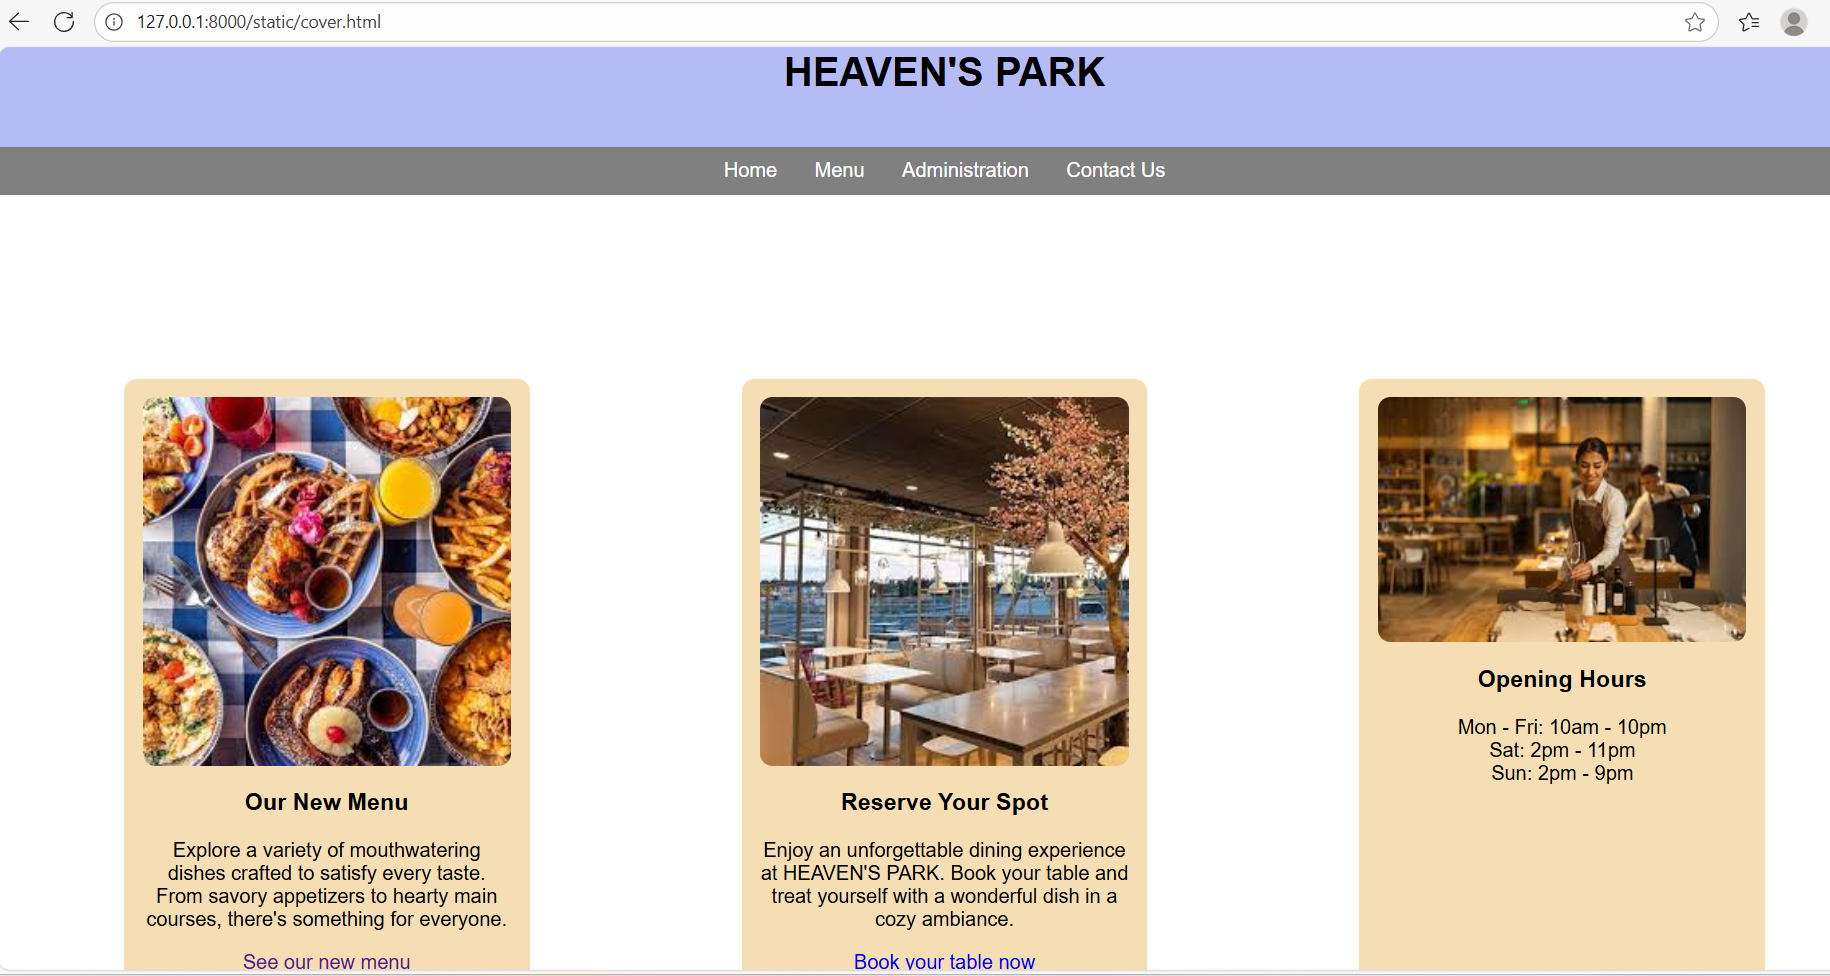 127.0.0.1:8000/static/cover.html
HEAVEN'S PARK
Home Menu Administration Contact Us
Our New Menu
Explore a variety of mouthwatering
dishes crafted to satisfy every taste.
From savory appetizers to hearty main
courses, there's something for everyone.
See our new menu
Reserve Your Spot
Enjoy an unforgettable dining experience
at HEAVEN'S PARK. Book your table and
treat yourself with a wonderful dish in a
cozy ambiance.
Book your table now
Opening Hours
Mon - Fri: 10am - 10pm
Sat: 2pm - 11pm
Sun: 2pm - 9pm